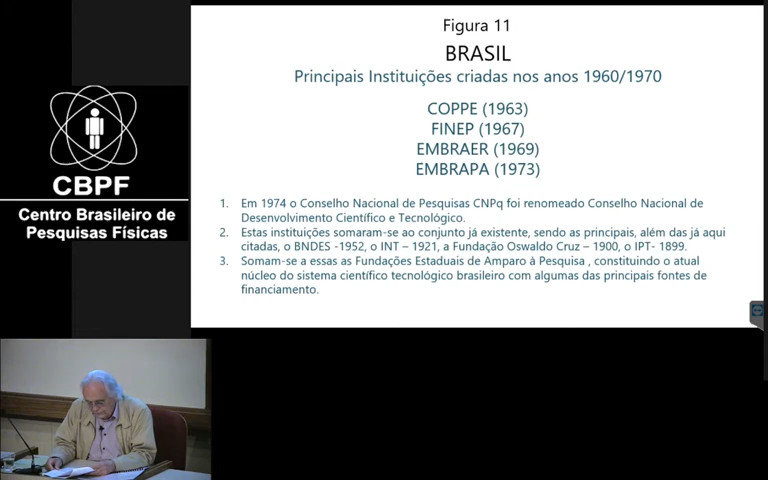 Figura 11
BRASIL
Principais Instituições criadas nos anos 1960/1970
COPPE (1963)
FINEP (1967)
EMBRAER (1969)
EMBRAPA (1973)
1. Em 1974 o Conselho Nacional de Pesquisas CNPq foi renomeado Conselho Nacional de
Desenvolvimento Científico e Tecnológico.
2. Estas instituições somaram-se ao conjunto já existente, sendo as principais, além das já aqui
citadas, o BNDES -1952, o INT – 1921, a Fundação Oswaldo Cruz – 1900, o IPT- 1899.
3. Somam-se a essas as Fundações Estaduais de Amparo à Pesquisa , constituindo o atual
núcleo do sistema científico tecnológico brasileiro com algumas das principais fontes de
financiamento.
CBPF
Centro Brasileiro de
Pesquisas Físicas